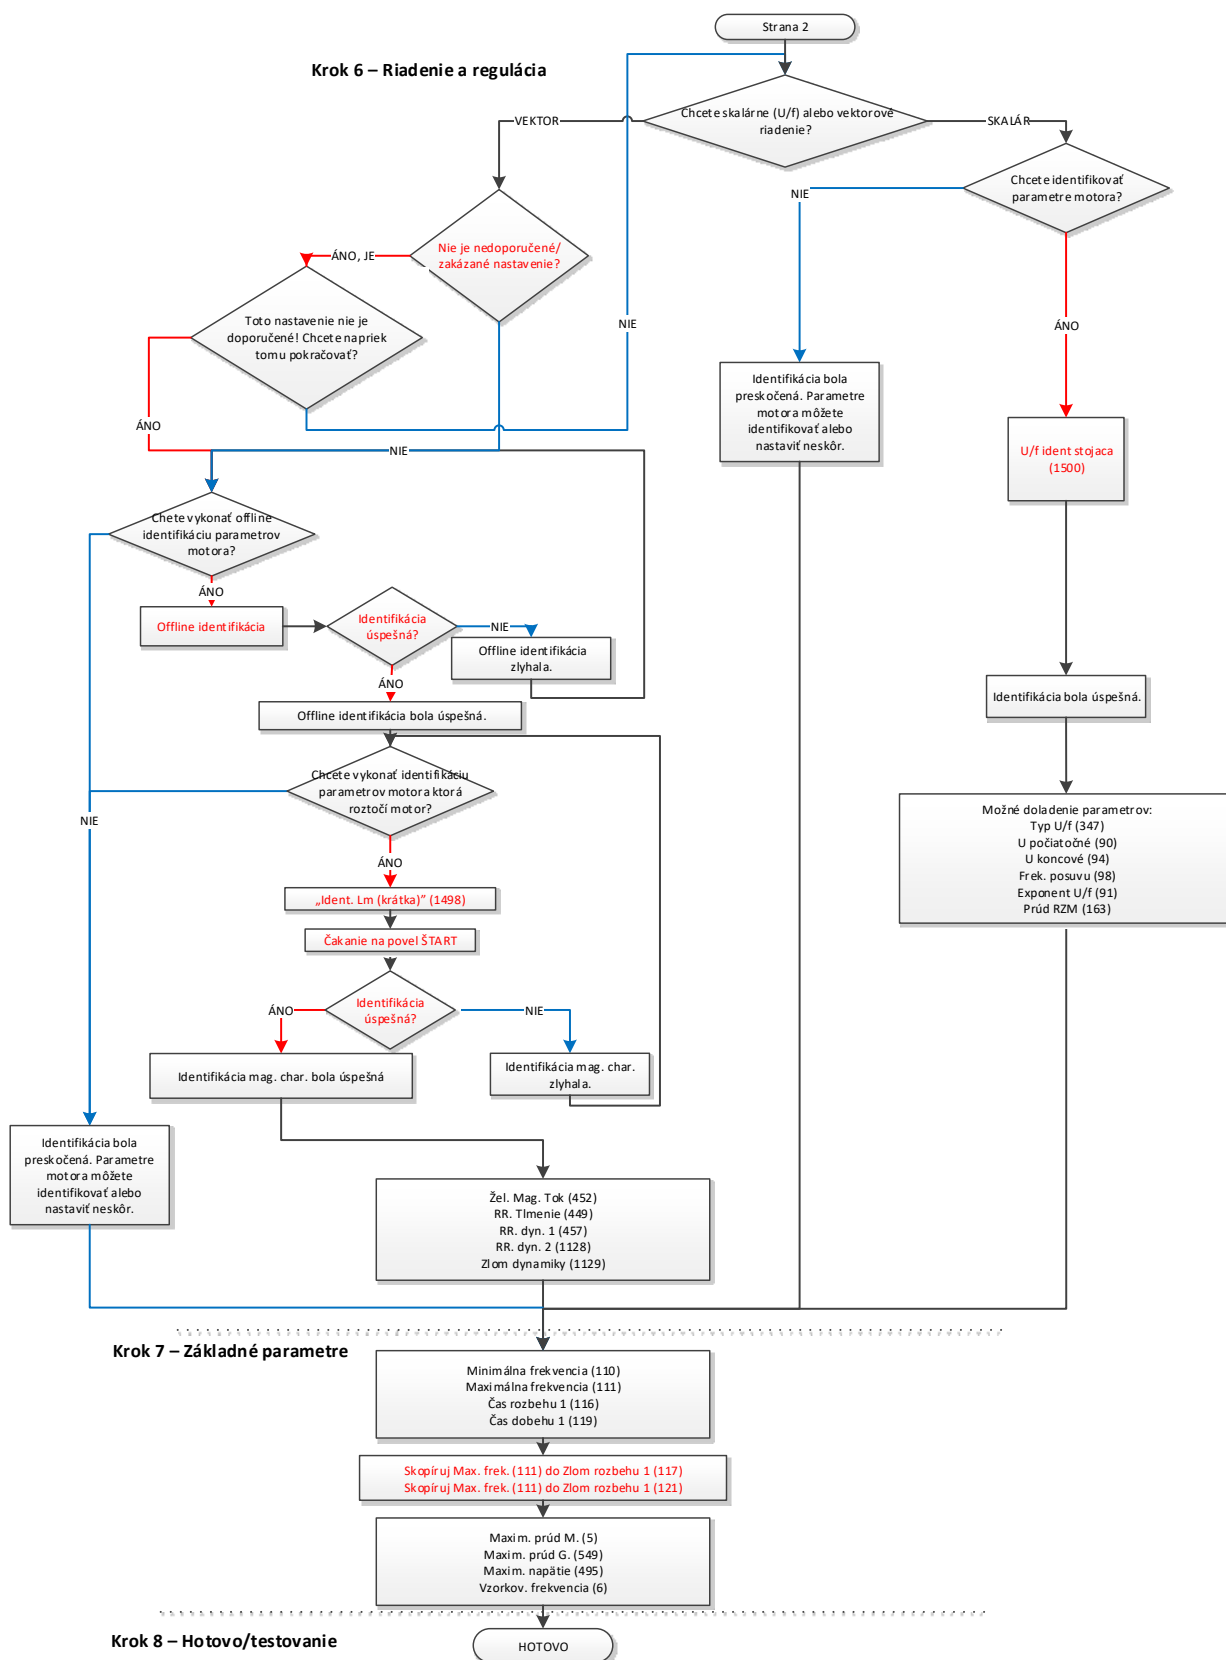 Strana 2
Krok 6 – Riadenie a regulácia
Chcete skalárne (U/f) alebo vektorové
riadenie?
VEKTOR
SKALÁR
Chcete identifikovať
parametre motora?
NIE
Nie je nedoporučené/
zakázané nastavenie?
ÁNO, JE
Toto nastavenie nie je
doporučené! Chcete napriek
tomu pokračovať?
NIE
ÁNO
Identifikácia bola
preskočená. Parametre
motora môžete
identifikovať alebo
nastaviť neskôr.
ÁNO
NIE
U/f ident stojaca
(1500)
Chete vykonať offline
identifikáciu parametrov
motora?
ÁNO
Offline identifikácia
Identifikácia
úspešná?
NIE
Offline identifikácia
zlyhala.
ÁNO
Offline identifikácia bola úspešná.
Identifikácia bola úspešná.
Chcete vykonať identifikáciu
parametrov motora ktorá
roztočí motor?
NIE
ÁNO
Možné doladenie parametrov:
Typ U/f (347)
U počiatočné (90)
U koncové (94)
Frek. posuvu (98)
Exponent U/f (91)
Prúd RZM (163)
„Ident. Lm (krátka)” (1498)
Čakanie na povel ŠTART
Identifikácia
úspešná?
ÁNO
NIE
Identifikácia mag. char. bola úspešná
Identifikácia mag. char.
zlyhala.
Identifikácia bola
preskočená. Parametre
motora môžete
identifikovať alebo
nastaviť neskôr.
Žel. Mag. Tok (452)
RR. Tlmenie (449)
RR. dyn. 1 (457)
RR. dyn. 2 (1128)
Zlom dynamiky (1129)
Krok 7 – Základné parametre
Minimálna frekvencia (110)
Maximálna frekvencia (111)
Čas rozbehu 1 (116)
Čas dobehu 1 (119)
Skopíruj Max. frek. (111) do Zlom rozbehu 1 (117)
Skopíruj Max. frek. (111) do Zlom rozbehu 1 (121)
Maxim. prúd M. (5)
Maxim. prúd G. (549)
Maxim. napätie (495)
Vzorkov. frekvencia (6)
Krok 8 – Hotovo/testovanie
HOTOVO